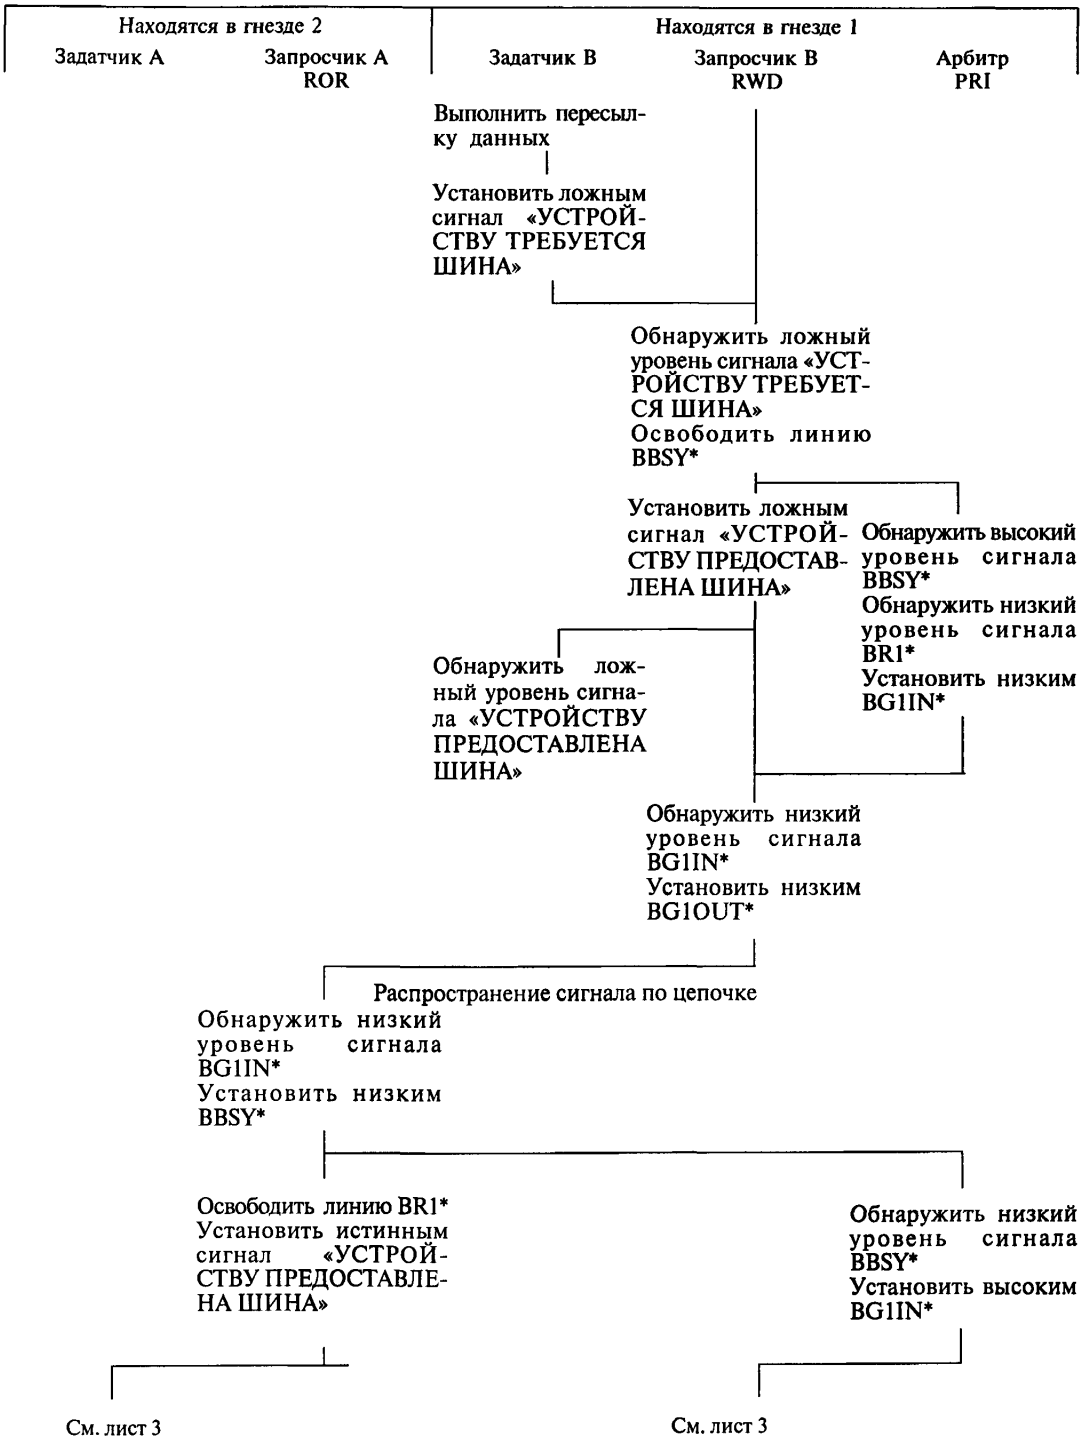 Находятся в гнезде 2
Находятся в гнезде 1
Задатчик А
Запросчик А
ROR
Задатчик В
Запросчик В
RWD
Арбитр
PRI
Выполнить пересыл-
ку данных
Установить ложным
сигнал «УСТРОЙ-
СТВУ ТРЕБУЕТСЯ
ШИНА»
Обнаружить ложный
уровень сигнала «УСТ-
РОЙСТВУ ТРЕБУЕТ-
СЯ ШИНА»
Освободить линию
BBSY*
Установить ложным
сигнал «УСТРОЙ-
СТВУ ПРЕДОСТАВ-
ЛЕНА ШИНА»
Обнаружить высокий
уровень сигнала
BBSY*
Обнаружить низкий
уровень сигнала
BR1*
Установить низким
BG1IN*
Обнаружить лож-
ный уровень сигна-
ла «УСТРОЙСТВУ
ПРЕДОСТАВЛЕНА
ШИНА»
Обнаружить низкий
уровень сигнала
BG1IN*
Установить низким
BG1OUT*
Распространение сигнала по цепочке
Обнаружить низкий
уровень сигнала
BG1IN*
Установить низким
BBSY*
Освободить линию BR1*
Установить истинным
сигнал «УСТРОЙ-
СТВУ ПРЕДОСТАВЛЕ-
НА ШИНА»
Обнаружить низкий
уровень сигнала
BBSY*
Установить высоким
BG1IN*
См. лист 3
См. лист 3